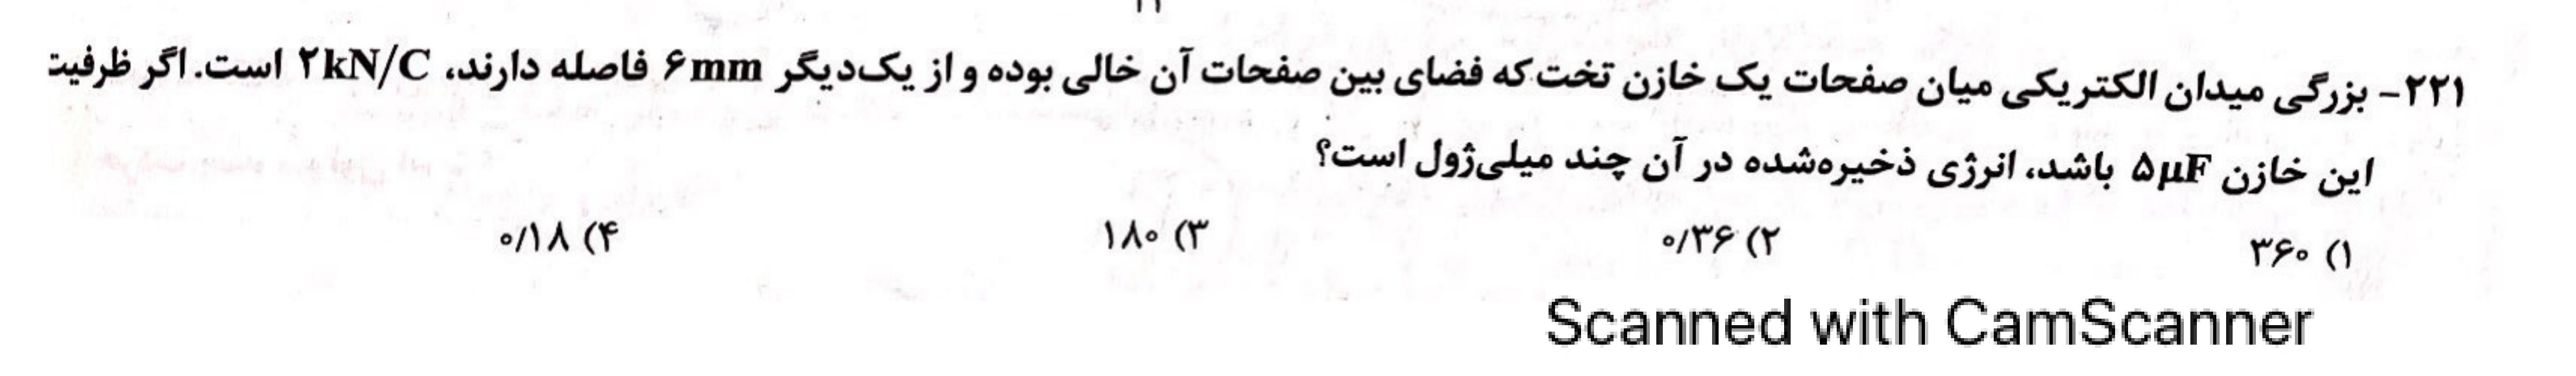 ۲۲۱- بزرگی میدان الکتریکی میان صفحات یک خازن تخت که فضای بین صفحات آن خالی بوده و از یک‌دیگر ۶mm فاصله دارند، ۲kN/C است. اگر ظرفیت
این خازن ۵μF باشد، انرژی ذخیره‌شده در آن چند میلی‌ژول است؟
۱) ۳۶۰ ۲) ۰/۳۶ ۳) ۱۸۰ ۴) ۰/۱۸
Scanned with CamScanner